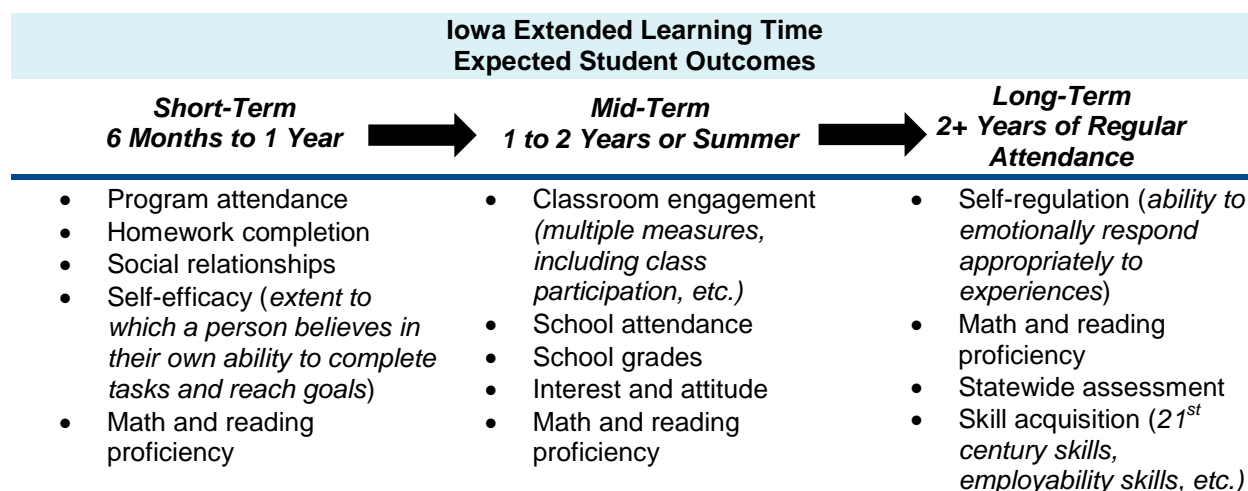 Iowa Extended Learning Time
Expected Student Outcomes
Short-Term
6 Months to 1 Year
Mid-Term
1 to 2 Years or Summer
Long-Term
2+ Years of Regular
Attendance
• Program attendance
• Homework completion
• Social relationships
• Self-efficacy (extent to
which a person believes in
their own ability to complete
tasks and reach goals)
• Math and reading
proficiency
• Classroom engagement
(multiple measures,
including class
participation, etc.)
• School attendance
• School grades
• Interest and attitude
• Math and reading
proficiency
• Self-regulation (ability to
emotionally respond
appropriately to
experiences)
• Math and reading
proficiency
• Statewide assessment
• Skill acquisition (21st
century skills,
employability skills, etc.)